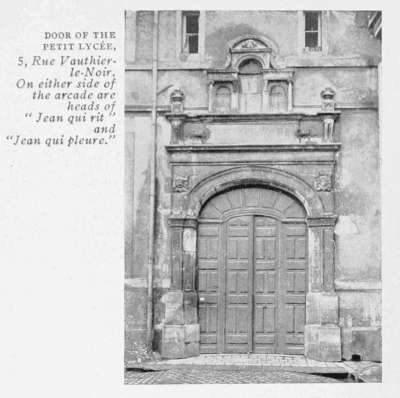 DOOR OF THE
PETIT LYCÉE,
5, Rue Vauthier-
le-Noir,
On either side of
the arcade are
heads of
" Jean qui rit "
and
"Jean qui pleure."